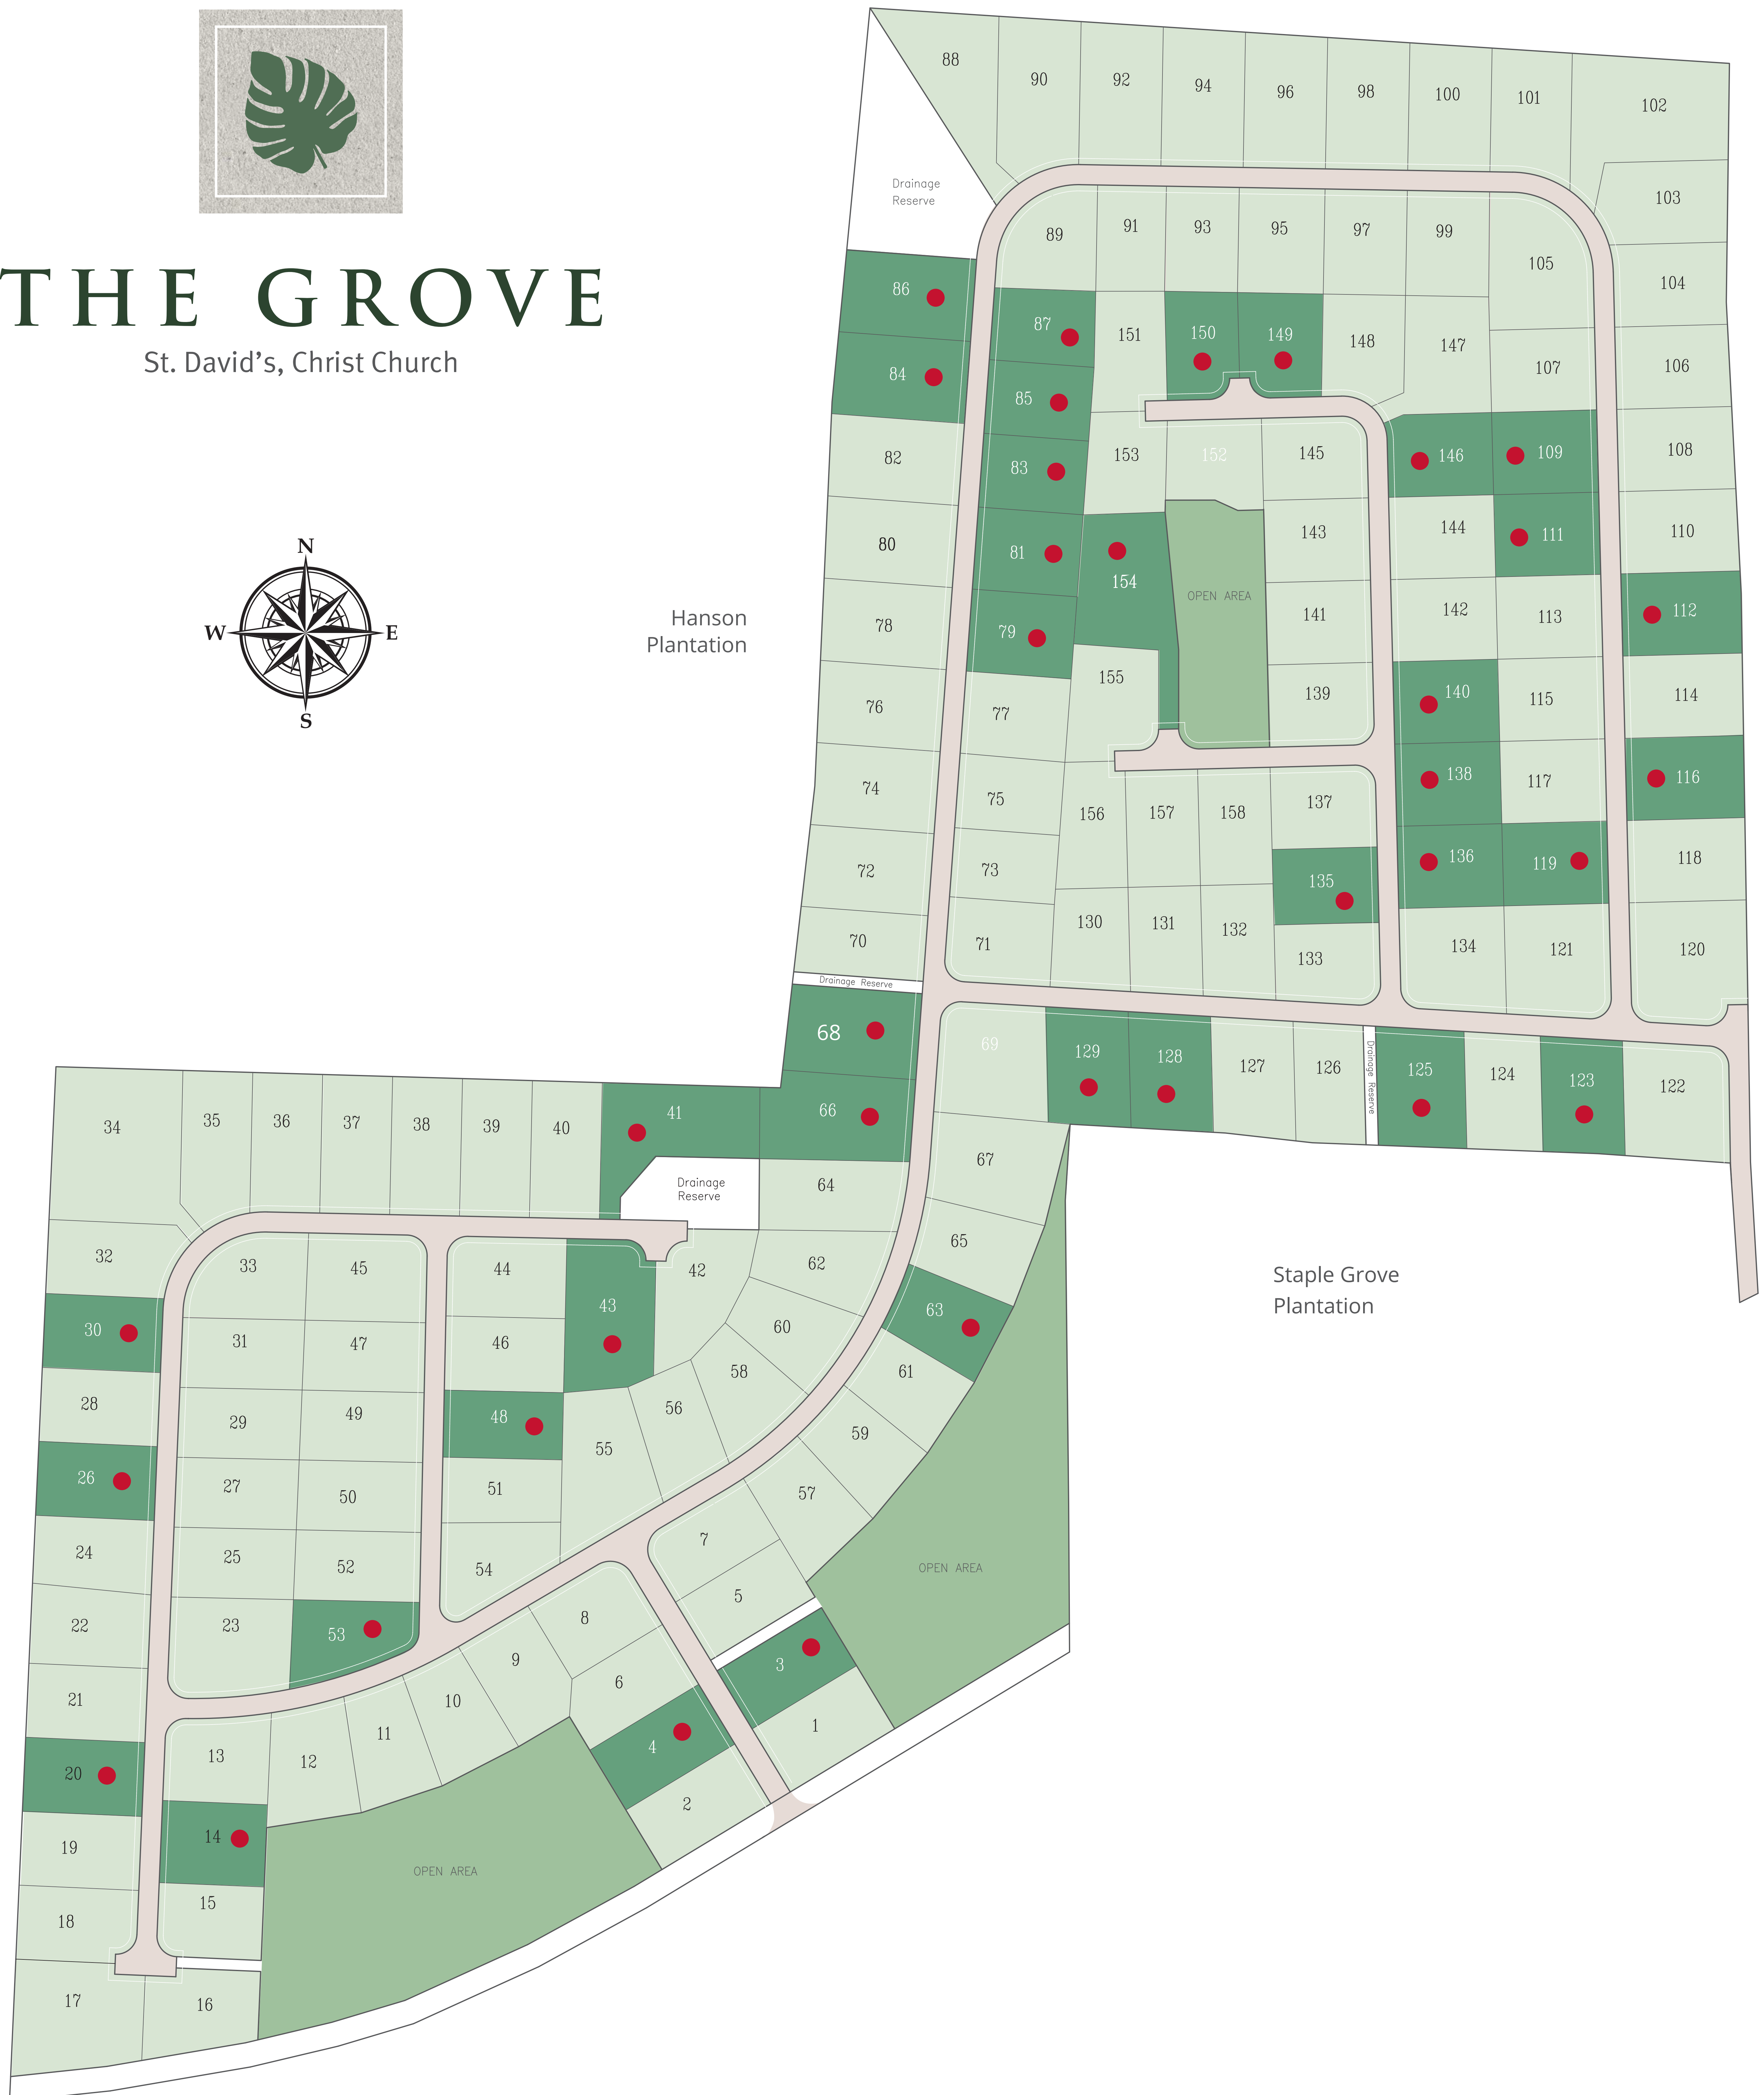 THE GROVE
St. David's, Christ Church
N
W E
S
Hanson
Plantation
Staple Grove
Plantation
88 90 92 94 96 98 100 101 102
Drainage
Reserve
103
89 91 93 95 97 99 105
104
86 87 151 150 149 148 147 107 106
84 85
82 83 153 152 145 146 109 108
80 81 154 143 144 111 110
OPEN AREA
78 79 141 142 113 112
76 77 155 139 140 115 114
74 75 138 117 116
156 157 158 137
72 73 135 136 119 118
70 71 130 131 132 133 134 121 120
Drainage Reserve
68 69 129 128 127 126 125 124 123 122
Drainage Reserve
34 35 36 37 38 39 40 41 66
67
Drainage
Reserve
64
65
32 33 45 44 43 42 62
63
30 31 47 46 60
61
28 29 49 48 55 56 58
59
26 27 50 51 57
24 25 52 54 7
OPEN AREA
22 23 53 9 8 5
21 10 6 3
20 13 12 11 4 1
19 14 2
OPEN AREA
18 15
17 16